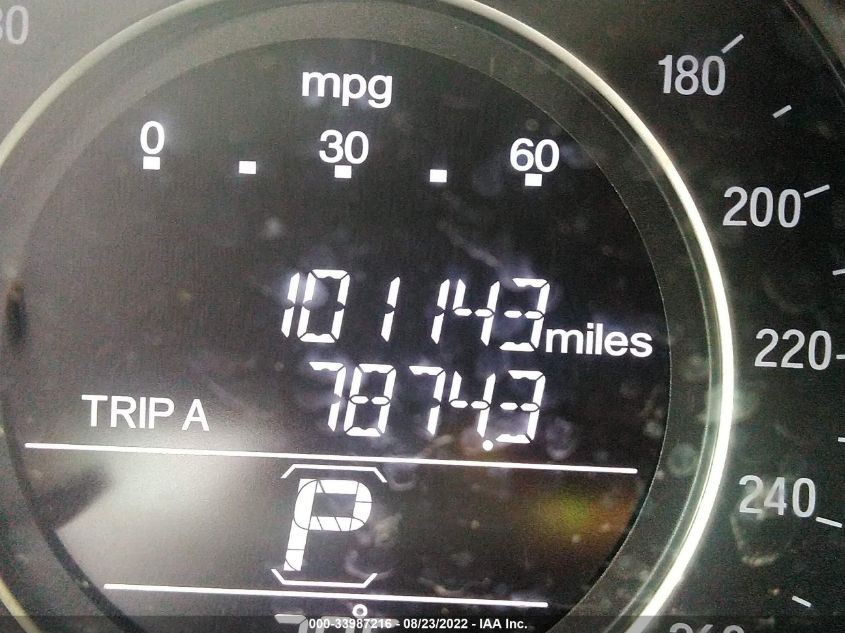 mpg
0 30 60
180
200
101143 miles
220
TRIP A 7874.3
240
P
000-33987216 - 08/23/2022 - IAA Inc.